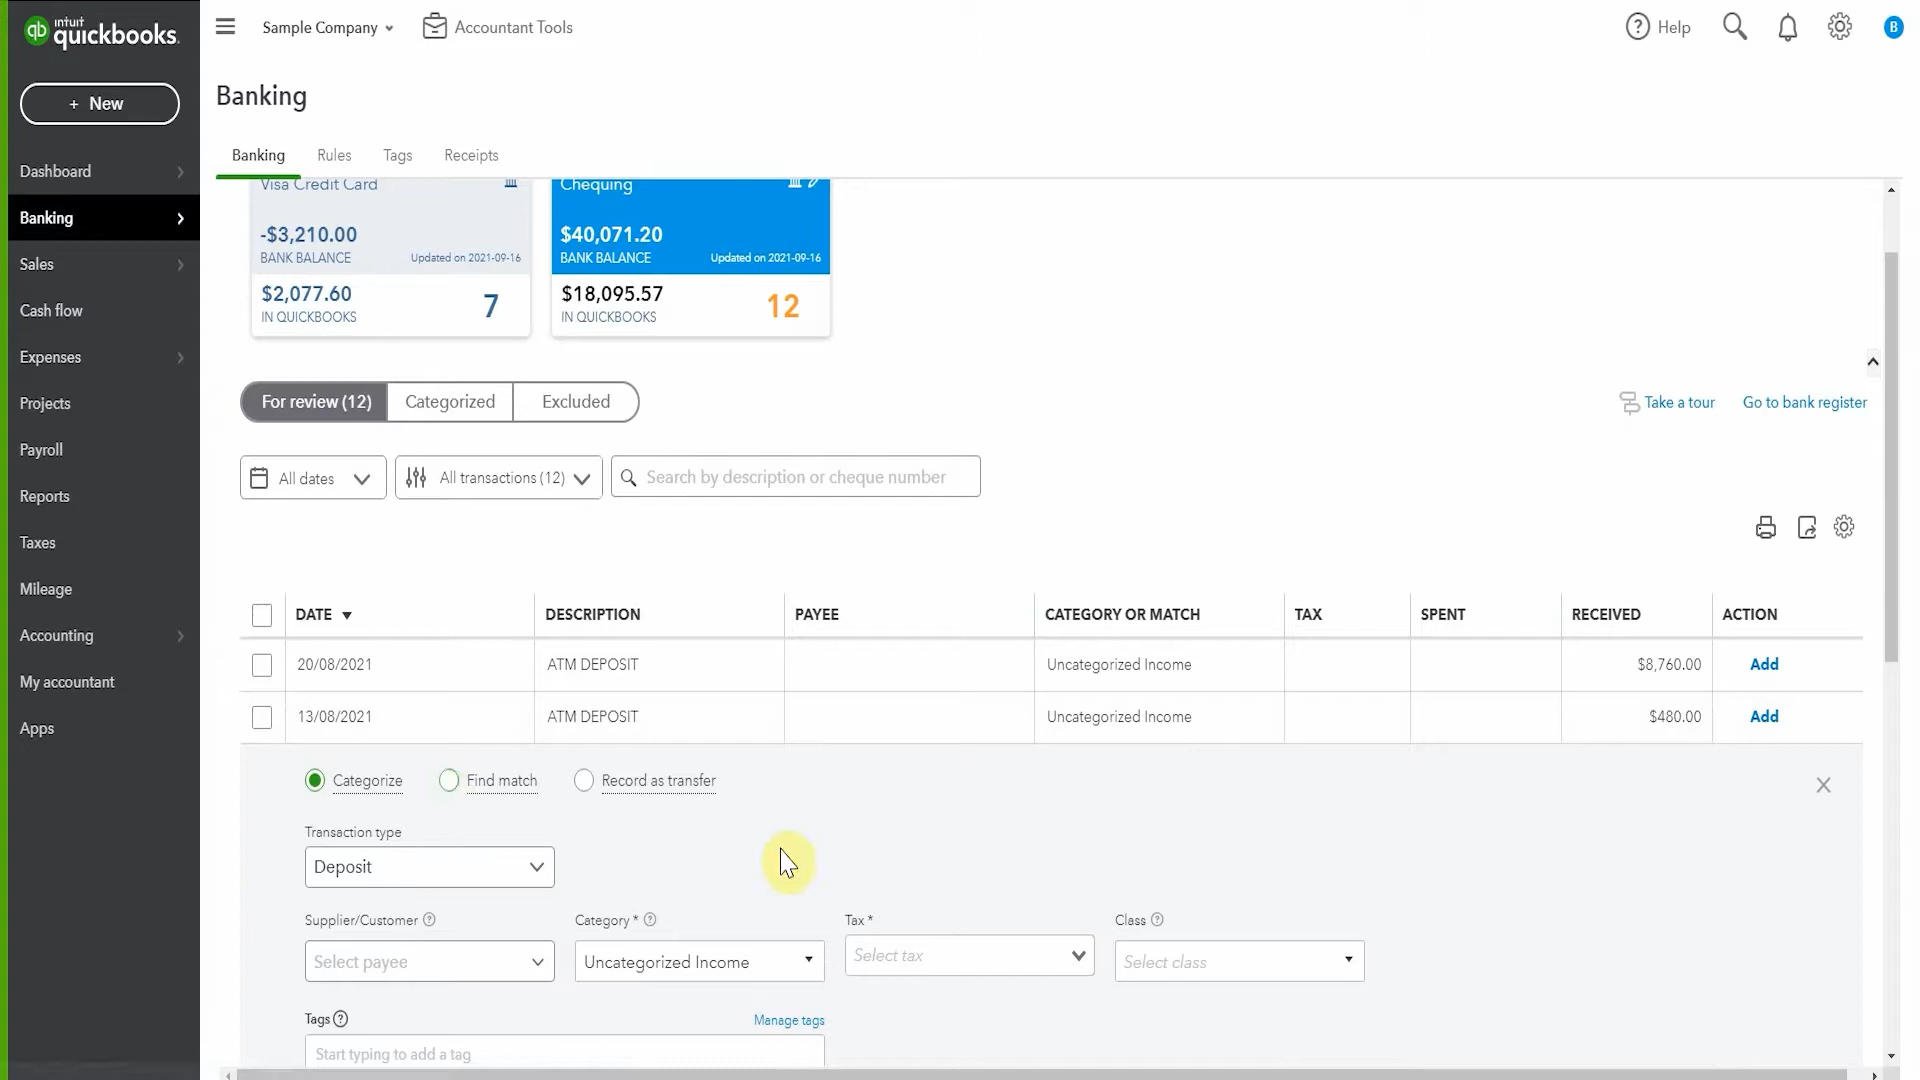 intuit
quickbooks.
Sample Company
Accountant Tools
Help
B
+ New
Dashboard
Banking
Sales
Cash flow
Expenses
Projects
Payroll
Reports
Taxes
Mileage
Accounting
My accountant
Apps
Banking
Banking Rules Tags Receipts
Visa Credit Card
-$3,210.00
BANK BALANCE Updated on 2021-09-16
$2,077.60
IN QUICKBOOKS
7
Chequing
$40,071.20
BANK BALANCE Updated on 2021-09-16
$18,095.57
IN QUICKBOOKS
12
For review (12) Categorized Excluded
Take a tour Go to bank register
All dates All transactions (12) Search by description or cheque number
DATE DESCRIPTION PAYEE CATEGORY OR MATCH TAX SPENT RECEIVED ACTION
20/08/2021 ATM DEPOSIT Uncategorized Income $8,760.00 Add
13/08/2021 ATM DEPOSIT Uncategorized Income $480.00 Add
Categorize Find match Record as transfer
Transaction type
Deposit
Supplier/Customer Category * Tax * Class
Select payee Uncategorized Income Select tax Select class
Tags Manage tags
Start typing to add a tag